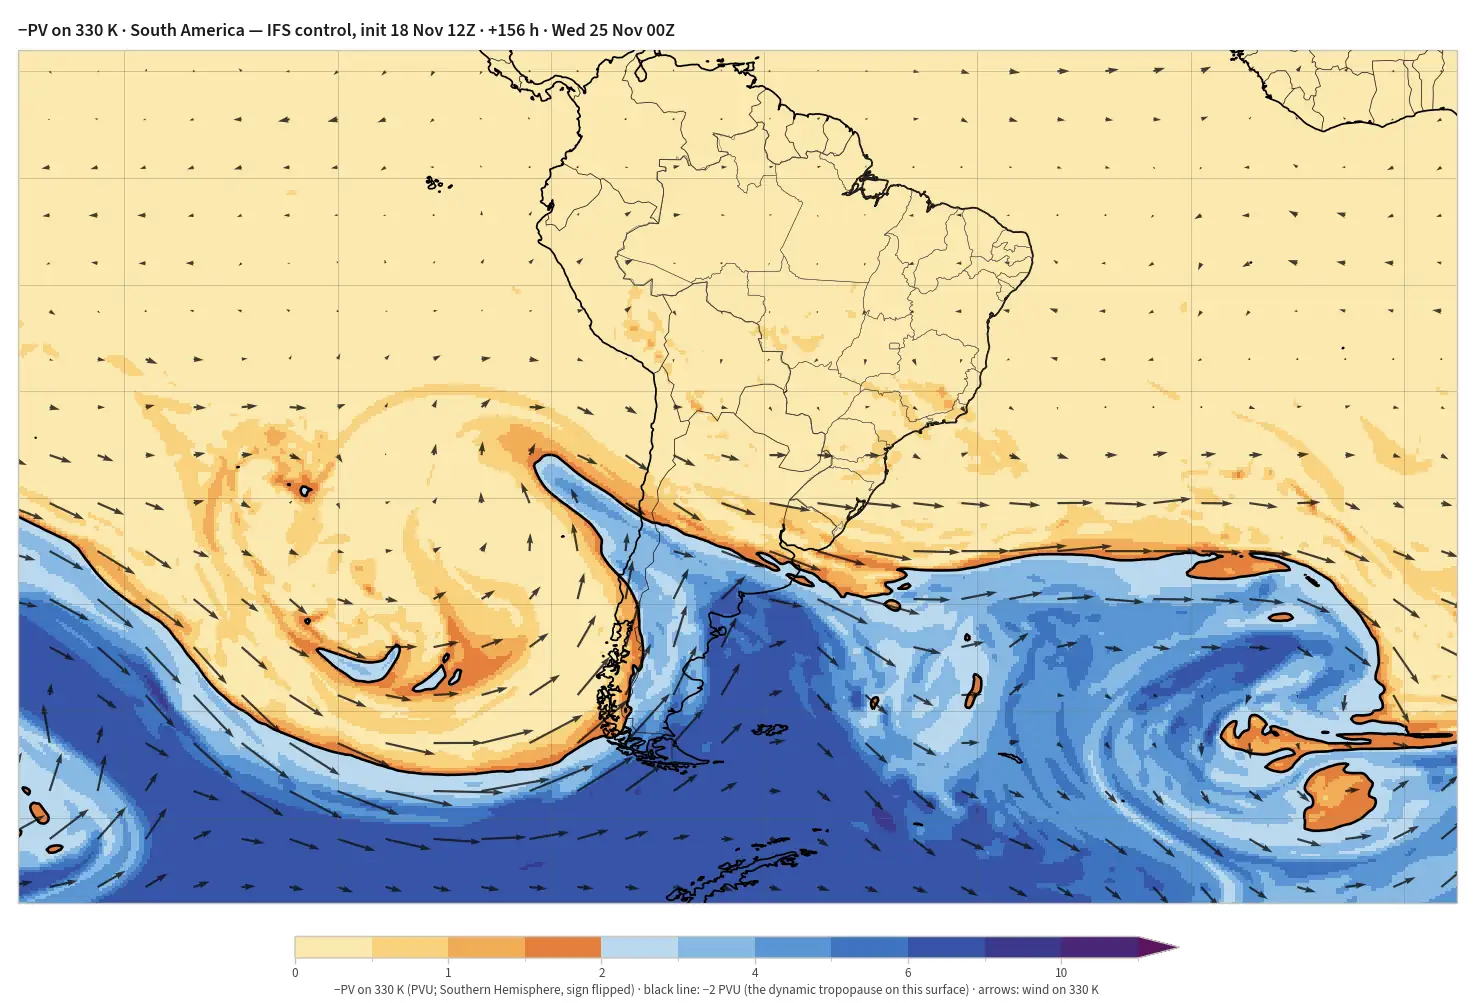 −PV on 330 K · South America — IFS control, init 18 Nov 12Z · +156 h · Wed 25 Nov 00Z
0 1 2 4 6 10
−PV on 330 K (PVU; Southern Hemisphere, sign flipped) · black line: −2 PVU (the dynamic tropopause on this surface) · arrows: wind on 330 K